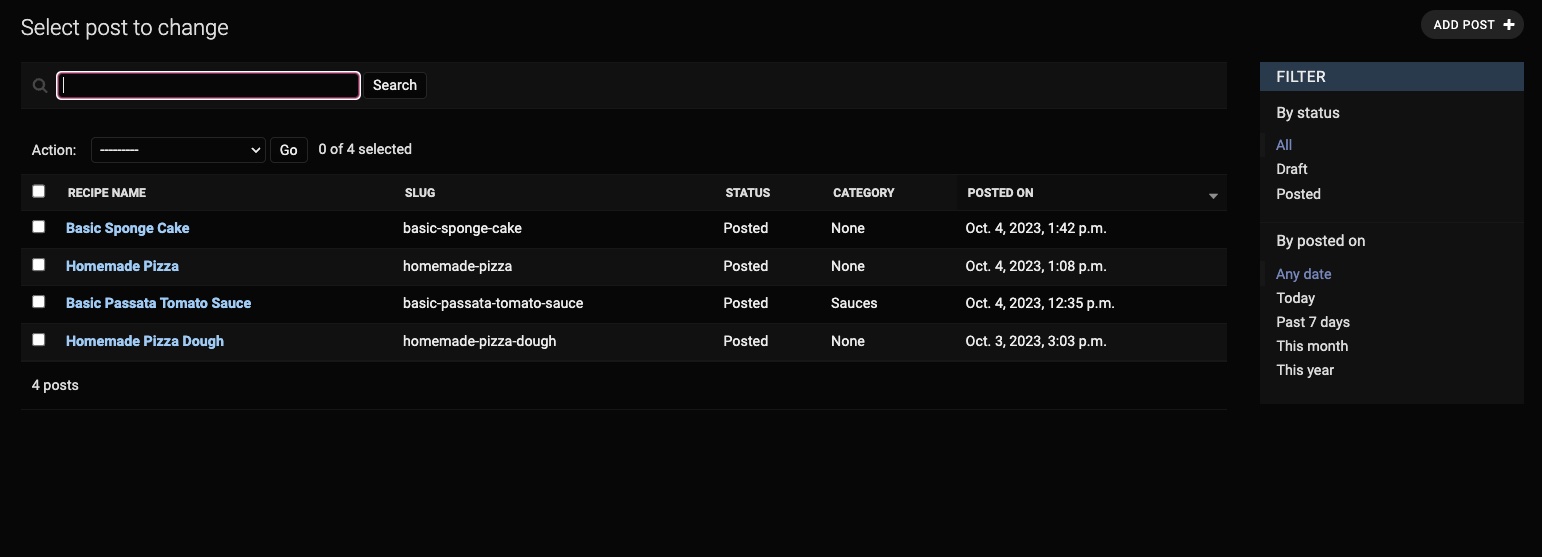 Select post to change
ADD POST +
Search
Action: --------- Go 0 of 4 selected
RECIPE NAME SLUG STATUS CATEGORY POSTED ON
Basic Sponge Cake basic-sponge-cake Posted None Oct. 4, 2023, 1:42 p.m.
Homemade Pizza homemade-pizza Posted None Oct. 4, 2023, 1:08 p.m.
Basic Passata Tomato Sauce basic-passata-tomato-sauce Posted Sauces Oct. 4, 2023, 12:35 p.m.
Homemade Pizza Dough homemade-pizza-dough Posted None Oct. 3, 2023, 3:03 p.m.
4 posts
FILTER
By status
All
Draft
Posted
By posted on
Any date
Today
Past 7 days
This month
This year